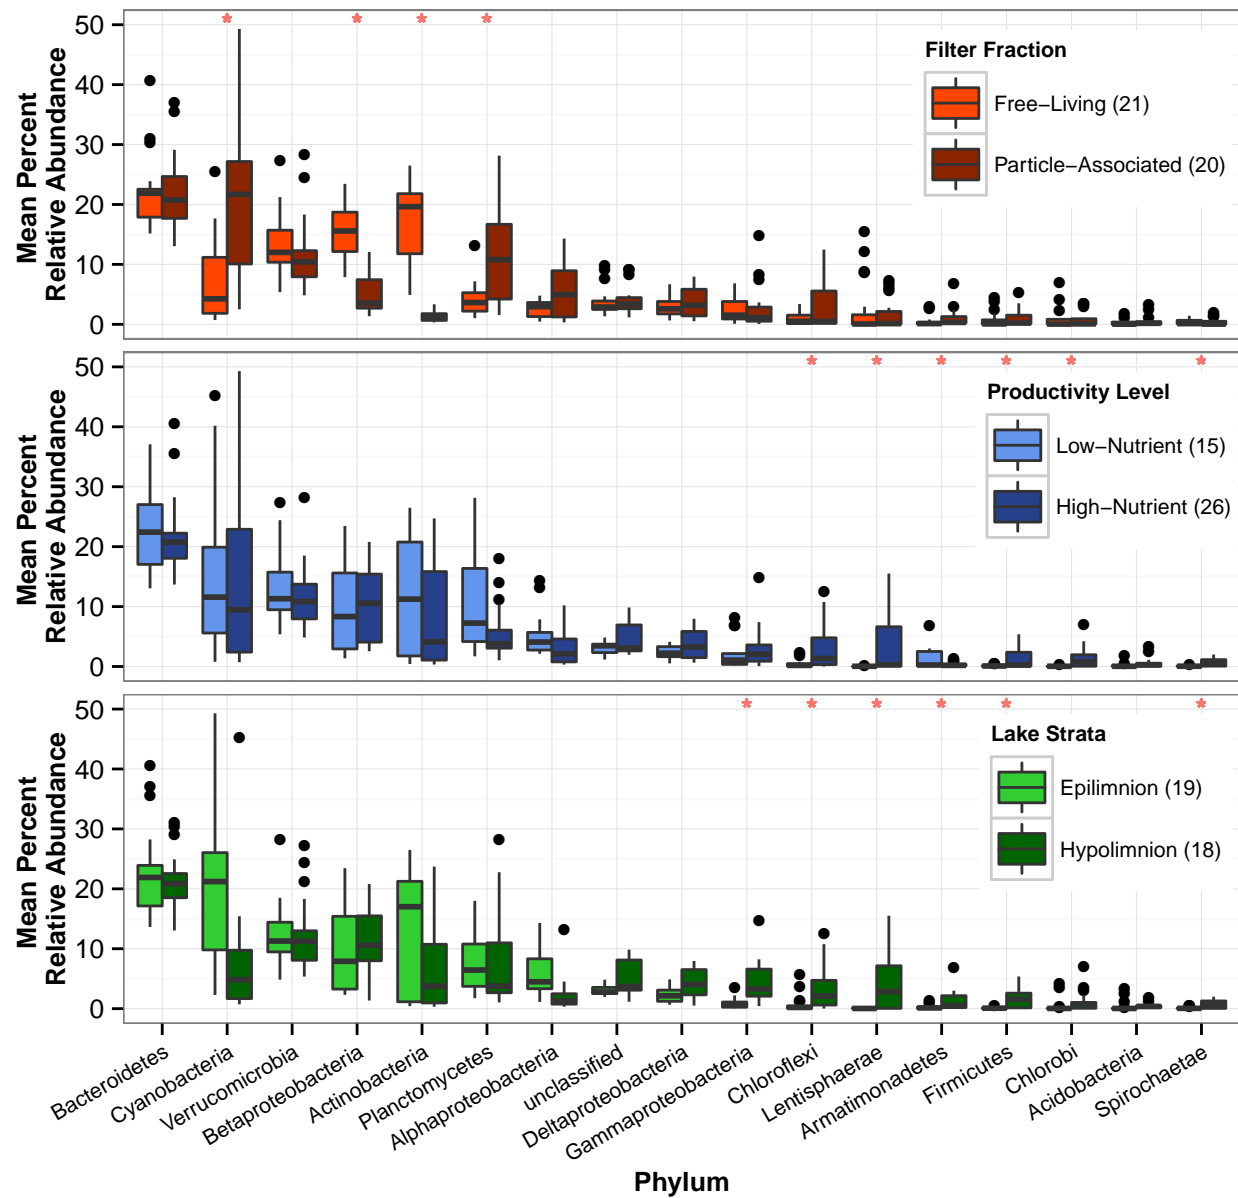 * * * *
50
40
30
20
10
0
Mean Percent
Relative Abundance
Filter Fraction
Free−Living (21)
Particle−Associated (20)
* * * * * *
50
40
30
20
10
0
Mean Percent
Relative Abundance
Productivity Level
Low−Nutrient (15)
High−Nutrient (26)
* * * * * *
50
40
30
20
10
0
Mean Percent
Relative Abundance
Lake Strata
Epilimnion (19)
Hypolimnion (18)
Bacteroidetes
Cyanobacteria
Verrucomicrobia
Betaproteobacteria
Actinobacteria
Planctomycetes
Alphaproteobacteria
unclassified
Deltaproteobacteria
Gammaproteobacteria
Chloroflexi
Lentisphaerae
Armatimonadetes
Firmicutes
Chlorobi
Acidobacteria
Spirochaetae
Phylum